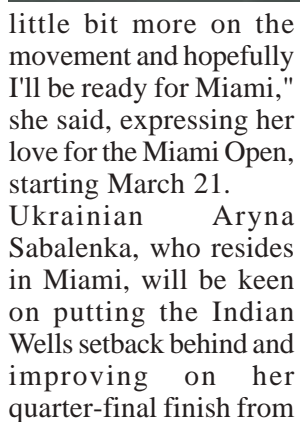 little bit more on the
movement and hopefully
I'll be ready for Miami,"
she said, expressing her
love for the Miami Open,
starting March 21.
Ukrainian Aryna
Sabalenka, who resides
in Miami, will be keen
on putting the Indian
Wells setback behind and
improving on her
quarter-final finish from